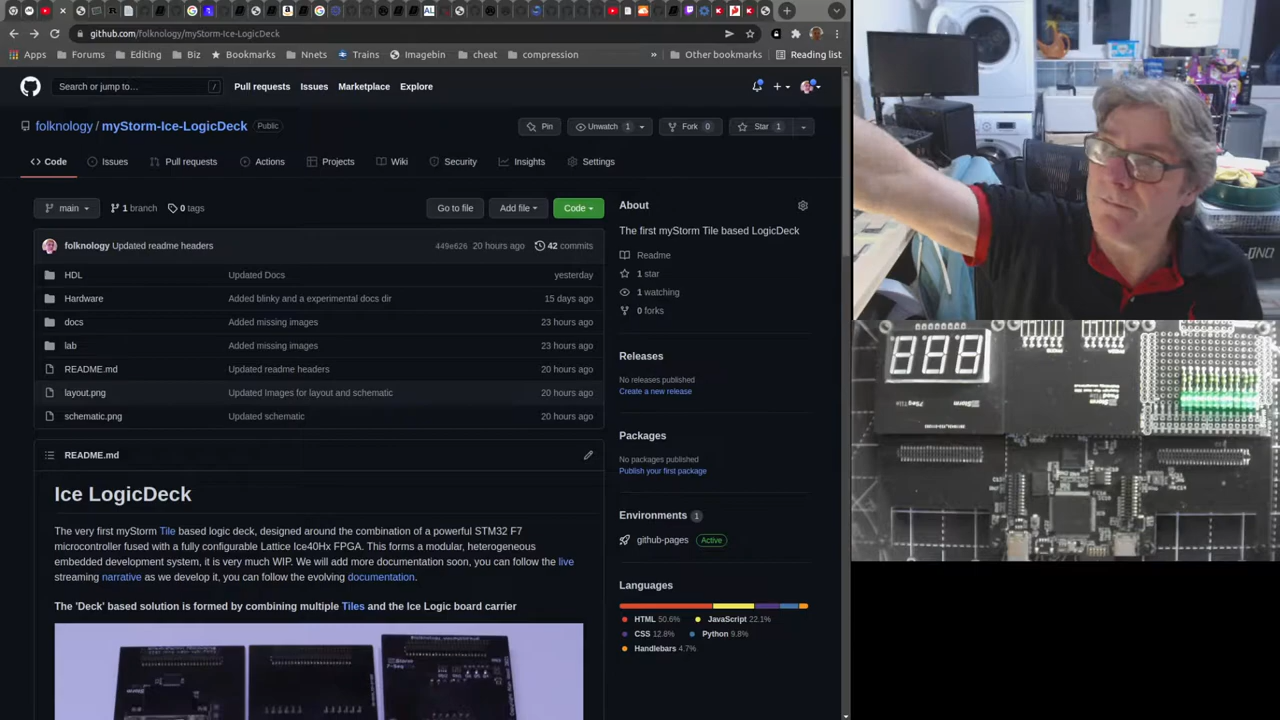 github.com/folknology/myStorm-Ice-LogicDeck
Apps Forums Editing Biz Nnets Trains Imagebin cheat compression » Other bookmarks Reading list
Search or jump to... / Pull requests Issues Marketplace Explore
folknology / myStorm-Ice-LogicDeck Public Pin Unwatch 1 Fork 0 Star 1
Code Issues Pull requests Actions Projects Wiki Security Insights Settings
main 1 branch 0 tags Go to file Add file Code
folknology Updated readme headers 449e626 20 hours ago 42 commits
HDL Updated Docs yesterday
Hardware Added blinky and a experimental docs dir 15 days ago
docs Added missing images 23 hours ago
lab Added missing images 23 hours ago
README.md Updated readme headers 20 hours ago
layout.png Updated Images for layout and schematic 20 hours ago
schematic.png Updated schematic 20 hours ago
README.md
Ice LogicDeck
The very first myStorm Tile based logic deck, designed around the combination of a powerful STM32 F7
microcontroller fused with a fully configurable Lattice Ice40Hx FPGA. This forms a modular, heterogeneous
embedded development system, it is very much WIP. We will add more documentation soon, you can follow the live
streaming narrative as we develop it, you can follow the evolving documentation.
The 'Deck' based solution is formed by combining multiple Tiles and the Ice Logic board carrier
About
The first myStorm Tile based LogicDeck
Readme
1 star
1 watching
0 forks
Releases
No releases published
Create a new release
Packages
No packages published
Publish your first package
Environments 1
github-pages Active
Languages
HTML 50.6% JavaScript 22.1%
CSS 12.8% Python 9.8%
Handlebars 4.7%
888